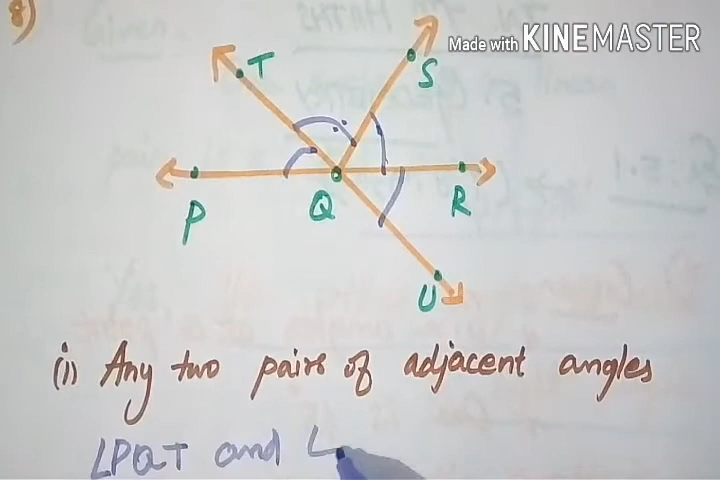 8)
Made with KINEMASTER
T
S
P
Q
R
U
(i) Any two pairs of adjacent angles
∠PQT and ∠